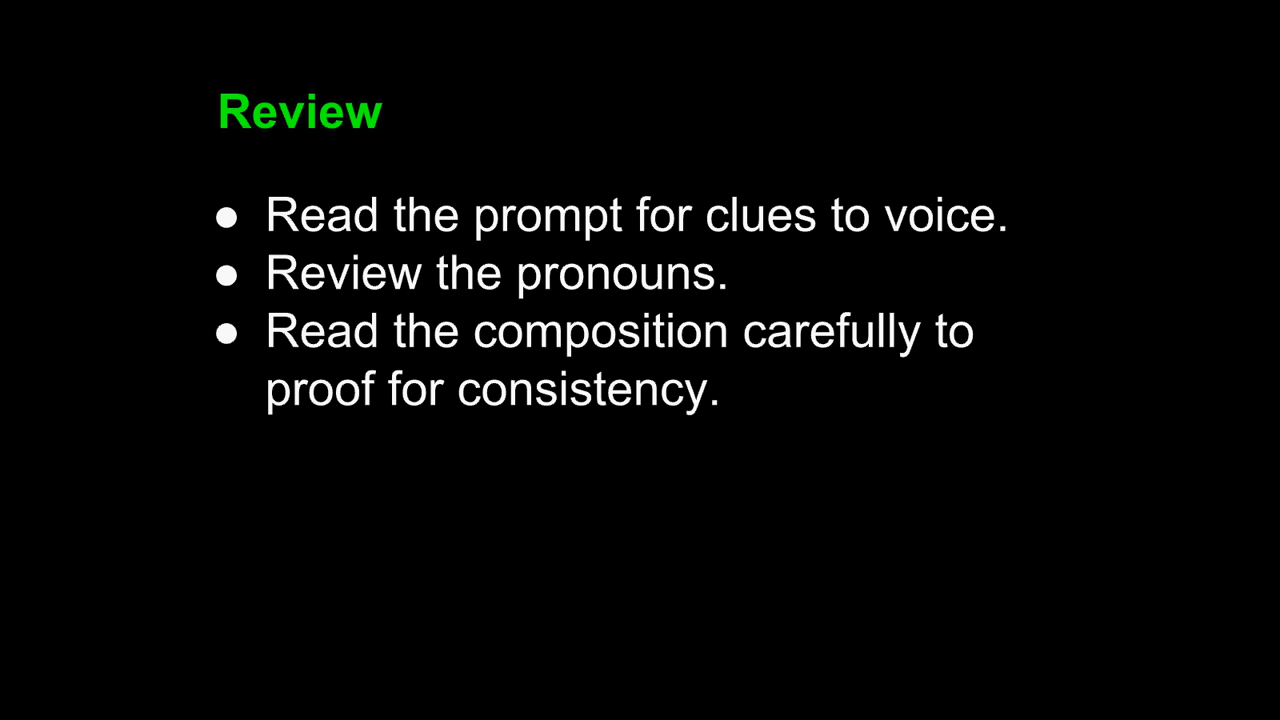 Review
● Read the prompt for clues to voice.
● Review the pronouns.
● Read the composition carefully to
proof for consistency.